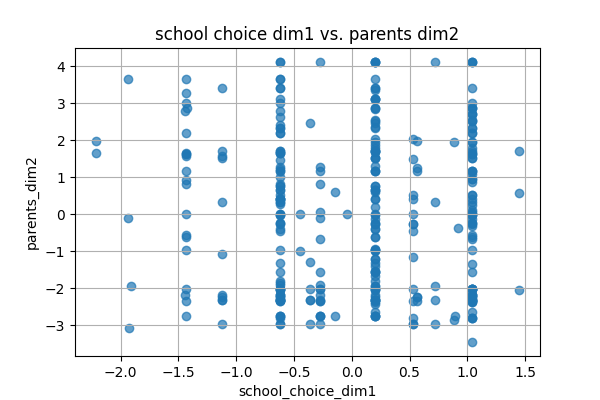 school choice dim1 vs. parents dim2
4
3
2
1
0
−1
−2
−3
parents_dim2
−2.0 −1.5 −1.0 −0.5 0.0 0.5 1.0 1.5
school_choice_dim1